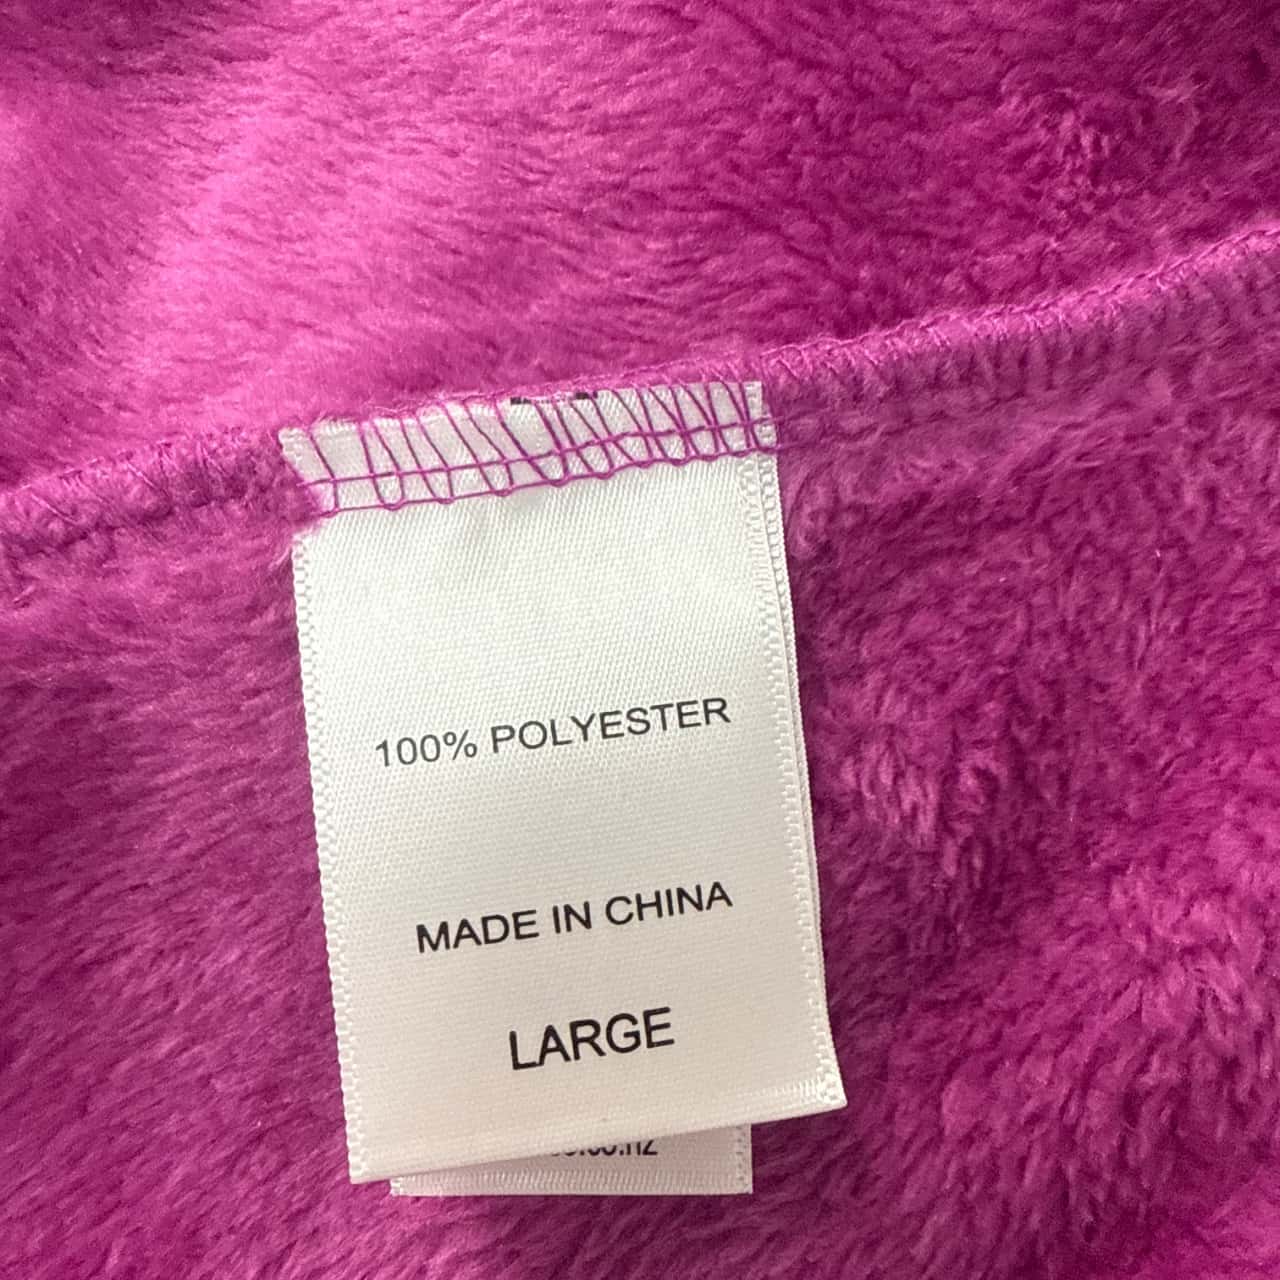 100% POLYESTER
MADE IN CHINA
LARGE